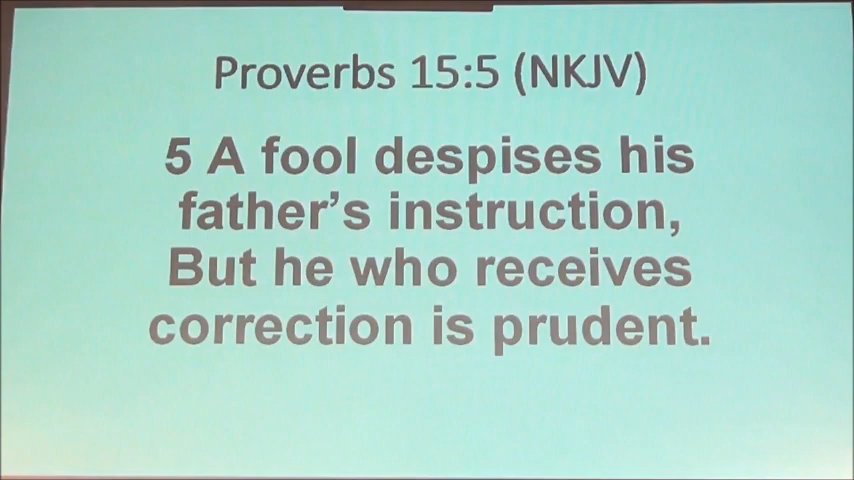 Proverbs 15:5 (NKJV)
5 A fool despises his
father’s instruction,
But he who receives
correction is prudent.